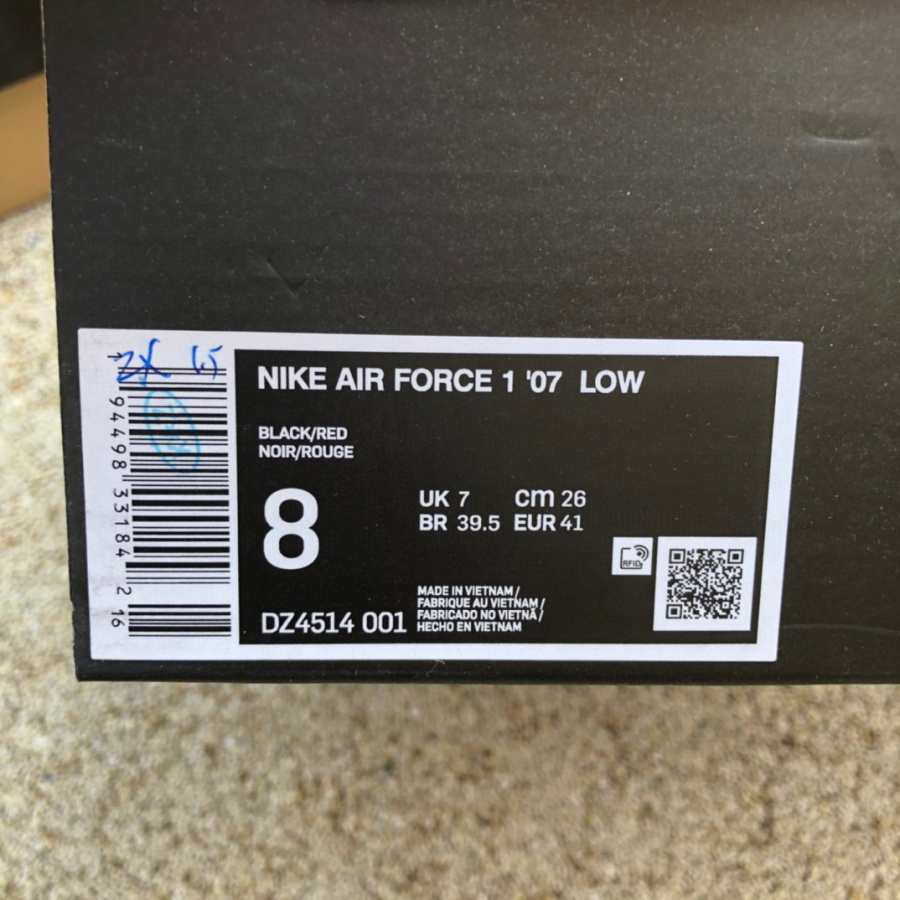 NIKE AIR FORCE 1 '07 LOW
BLACK/RED
NOIR/ROUGE
8
UK 7 cm 26
BR 39.5 EUR 41
RFID
DZ4514 001
MADE IN VIETNAM /
FABRIQUE AU VIETNAM /
FABRICADO NO VIETNÃ /
HECHO EN VIETNAM
1 94498 33184 2 16